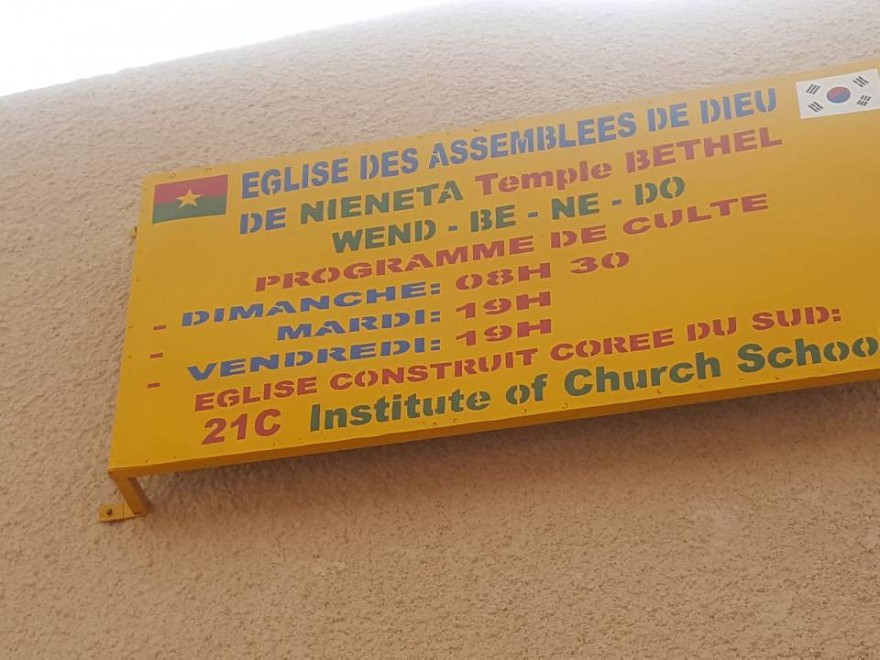 EGLISE DES ASSEMBLEES DE DIEU
DE NIENETA Temple BETHEL
WEND - BE - NE - DO
PROGRAMME DE CULTE
- DIMANCHE: 08H 30
- MARDI: 19H
- VENDREDI: 19H
EGLISE CONSTRUIT COREE DU SUD:
21C Institute of Church School